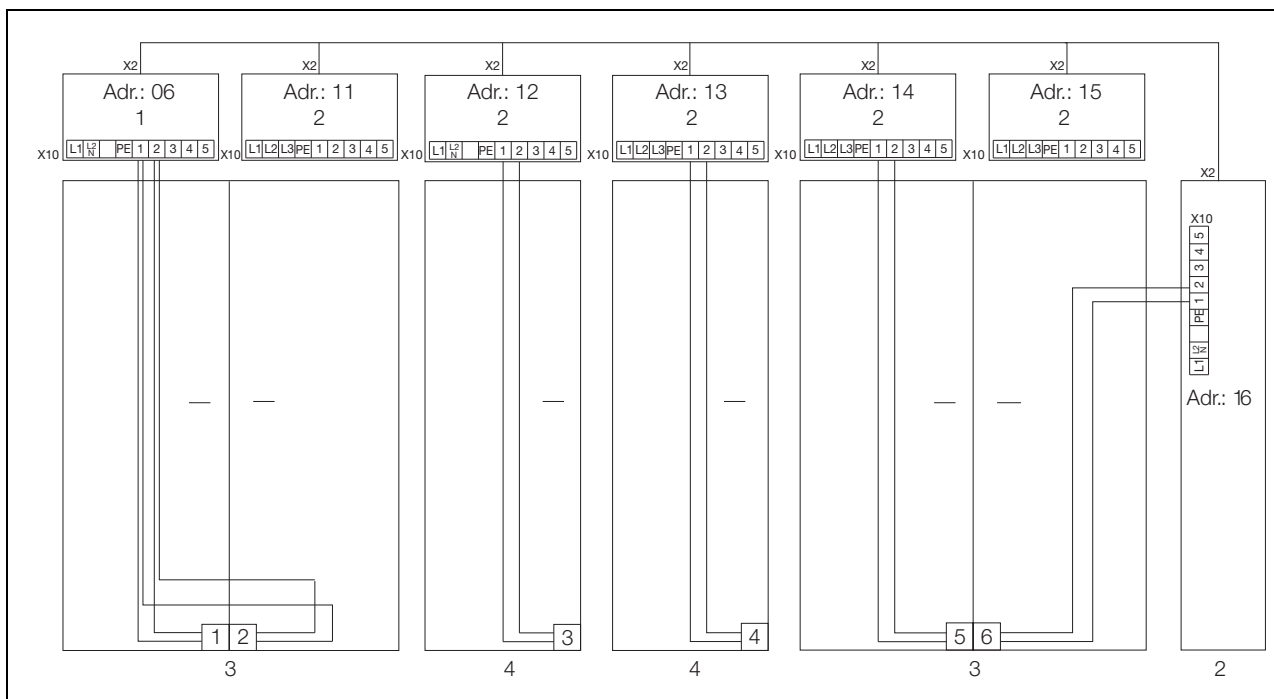 X2 X2 X2 X2 X2 X2
Adr.: 06 Adr.: 11 Adr.: 12 Adr.: 13 Adr.: 14 Adr.: 15
1 2 2 2 2 2
X10 L1 L2 N PE 1 2 3 4 5 X10 L1 L2 L3 PE 1 2 3 4 5 X10 L1 L2 N PE 1 2 3 4 5 X10 L1 L2 L3 PE 1 2 3 4 5 X10 L1 L2 L3 PE 1 2 3 4 5 X10 L1 L2 L3 PE 1 2 3 4 5
X2
X10
L1 L2 N PE 1 2 3 4 5
Adr.: 16
— — — — — —
1 2 3 4 5 6
3 4 4 3 2